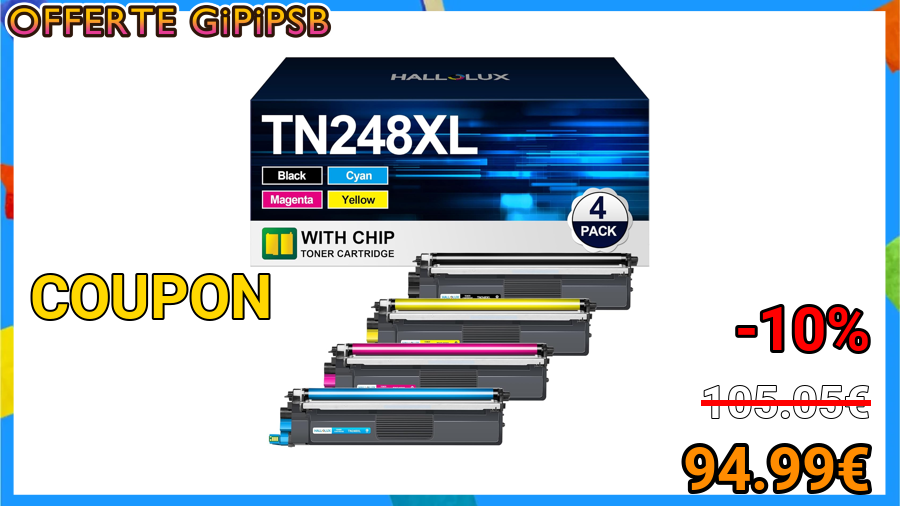 OFFERTE GiPiPSB
HALLOLUX
TN248XL
Black
Cyan
Magenta
Yellow
4
PACK
WITH CHIP
TONER CARTRIDGE
COUPON
-10%
105.05€
94.99€
HALLOLUX